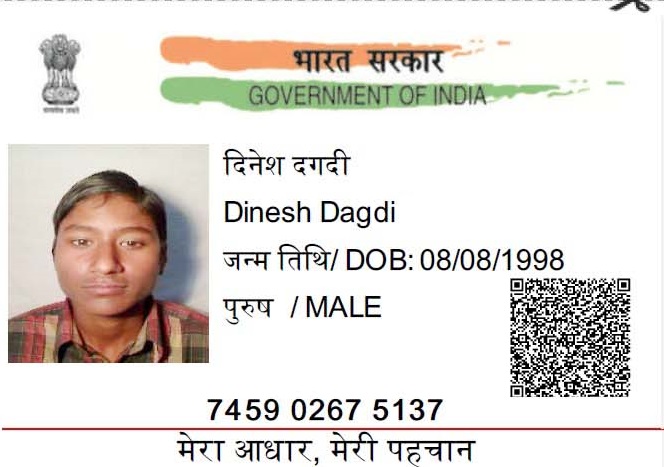 भारत सरकार
GOVERNMENT OF INDIA
दिनेश दगदी
Dinesh Dagdi
जन्म तिथि/ DOB: 08/08/1998
पुरुष / MALE
7459 0267 5137
मेरा आधार, मेरी पहचान